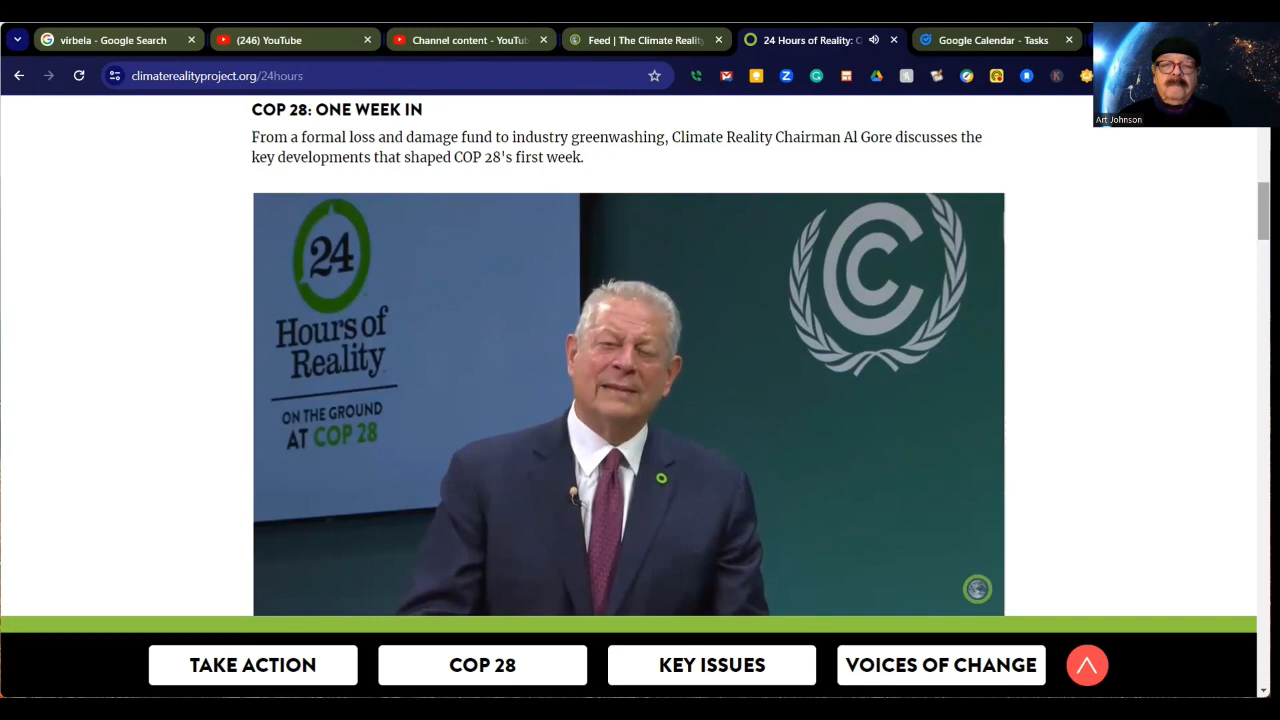 virbela - Google Search
(246) YouTube
Channel content - YouTu
Feed | The Climate Reality
24 Hours of Reality: O
Google Calendar - Tasks
climaterealityproject.org/24hours
Art Johnson
COP 28: ONE WEEK IN
From a formal loss and damage fund to industry greenwashing, Climate Reality Chairman Al Gore discusses the
key developments that shaped COP 28's first week.
24
Hours of
Reality
ON THE GROUND
AT COP 28
TAKE ACTION
COP 28
KEY ISSUES
VOICES OF CHANGE